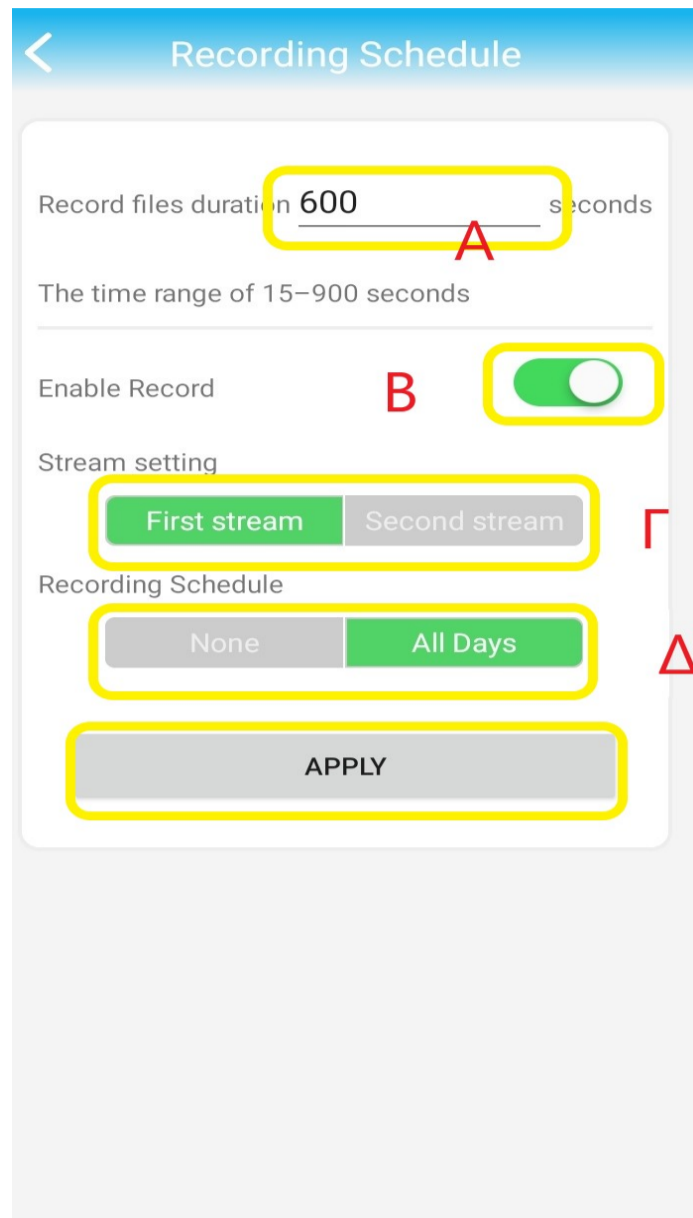 Recording Schedule
Record files duration 600 seconds
Α
The time range of 15–900 seconds
Enable Record Β
Stream setting
First stream Second stream Γ
Recording Schedule
None All Days Δ
APPLY